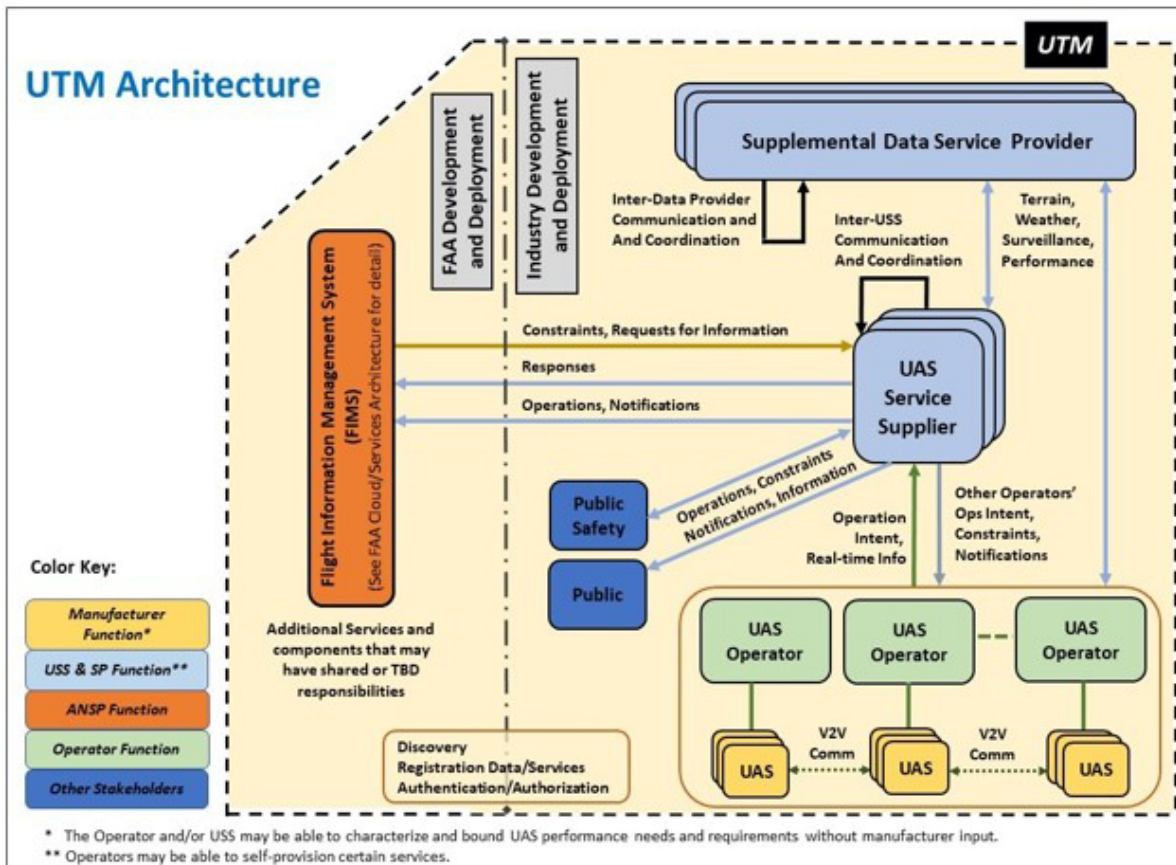 UTM Architecture
UTM
FAA Development
and Deployment
Industry Development
and Deployment
Supplemental Data Service Provider
Inter-Data Provider
Communication and
And Coordination
Inter-USS
Communication
And Coordination
Terrain,
Weather,
Surveillance,
Performance
Flight Information Management System
(FIMS)
(See FAA Cloud/Services Architecture for detail)
Constraints, Requests for Information
Responses
Operations, Notifications
UAS
Service
Supplier
Operations, Constraints
Notifications, Information
Public
Safety
Public
Operation
Intent,
Real-time Info
Other Operators'
Ops Intent,
Constraints,
Notifications
Color Key:
Manufacturer
Function*
USS & SP Function**
ANSP Function
Operator Function
Other Stakeholders
Additional Services and
components that may
have shared or TBD
responsibilities
Discovery
Registration Data/Services
Authentication/Authorization
UAS
Operator
UAS
Operator
UAS
Operator
UAS
V2V
Comm
UAS
V2V
Comm
UAS
* The Operator and/or USS may be able to characterize and bound UAS performance needs and requirements without manufacturer input.
** Operators may be able to self-provision certain services.